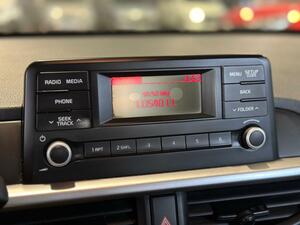 RADIO MEDIA
PHONE
SEEK
TRACK
MENU SETUP
BACK
FOLDER
1 RPT 2 SHFL 3 4 5 6